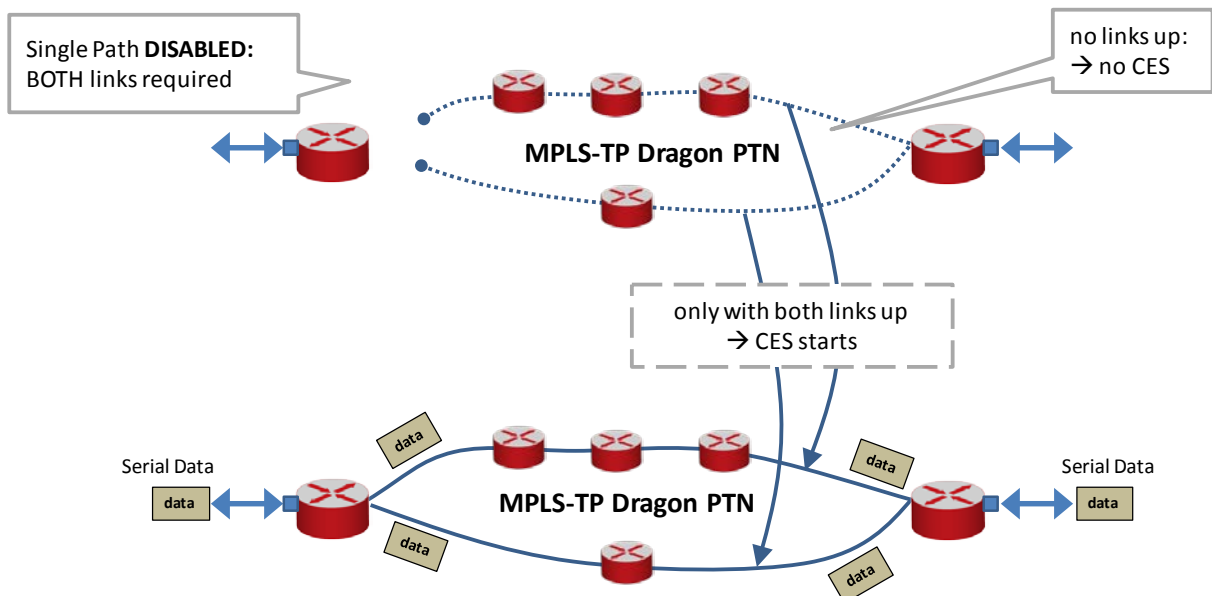 Single Path DISABLED:
BOTH links required
no links up:
→ no CES
MPLS-TP Dragon PTN
only with both links up
→ CES starts
data
data
Serial Data
data
MPLS-TP Dragon PTN
Serial Data
data
data
data